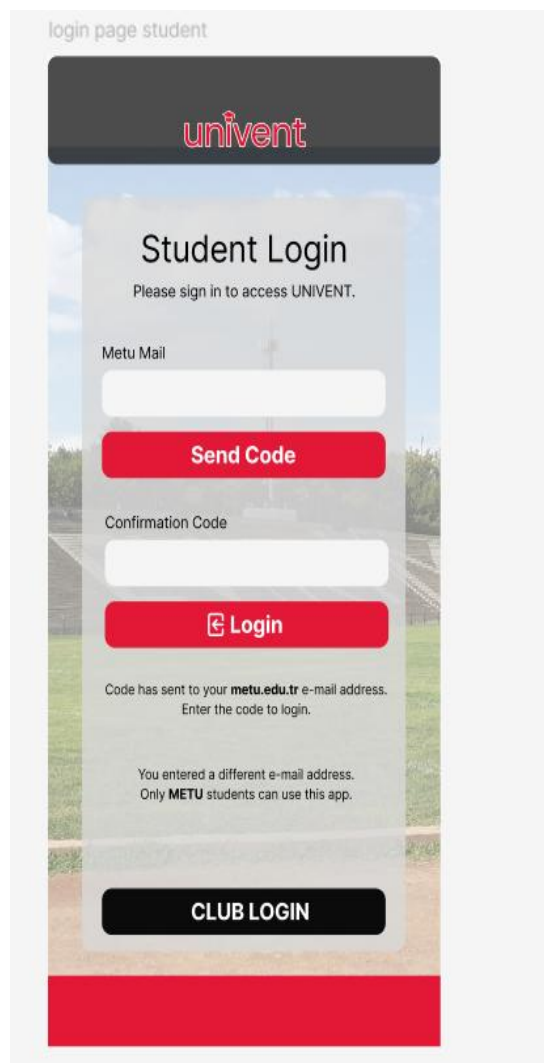 login page student
univent
Student Login
Please sign in to access UNIVENT.
Metu Mail
Send Code
Confirmation Code
Login
Code has sent to your metu.edu.tr e-mail address.
Enter the code to login.
You entered a different e-mail address.
Only METU students can use this app.
CLUB LOGIN